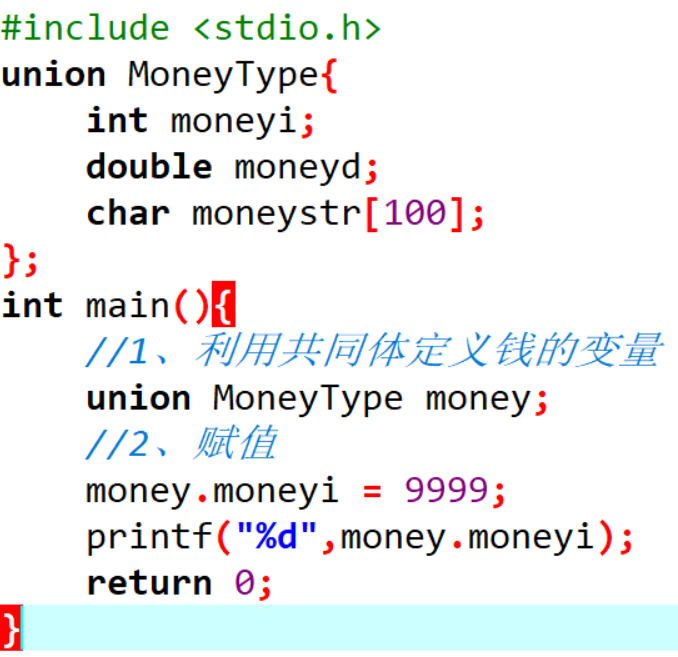 #include <stdio.h>
union MoneyType{
    int moneyi;
    double moneyd;
    char moneystr[100];
};
int main(){
    //1、利用共同体定义钱的变量
    union MoneyType money;
    //2、赋值
    money.moneyi = 9999;
    printf("%d",money.moneyi);
    return 0;
}